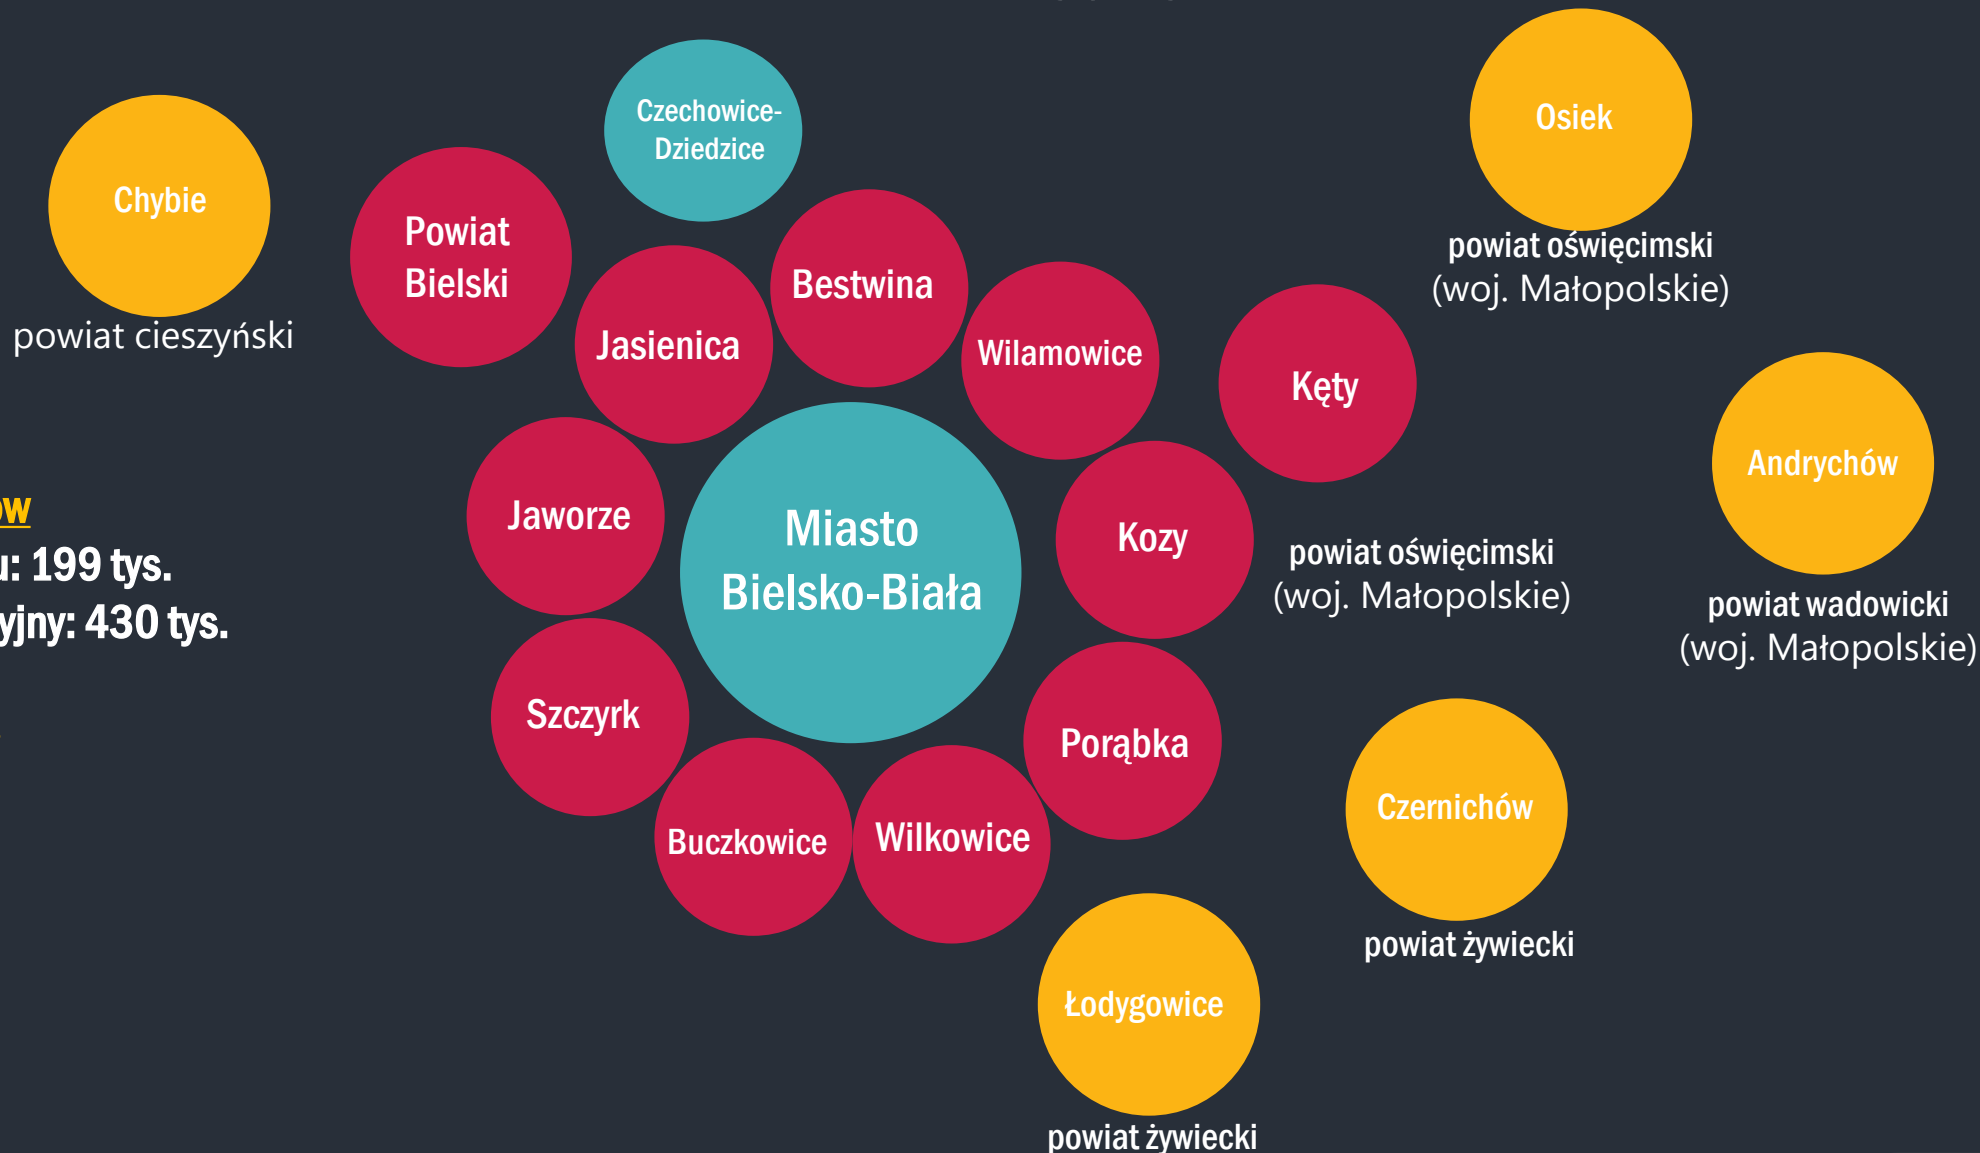 Czechowice-
Dziedzice
Osiek
Chybie
Powiat
Bielski
powiat oświęcimski
(woj. Małopolskie)
Bestwina
powiat cieszyński
Jasienica
Wilamowice
Kęty
Andrychów
Jaworze
Miasto
Bielsko-Biała
Kozy
powiat oświęcimski
(woj. Małopolskie)
199 tys.
430 tys.
powiat wadowicki
(woj. Małopolskie)
Szczyrk
Porąbka
Czernichów
Buczkowice
Wilkowice
powiat żywiecki
Łodygowice
powiat żywiecki